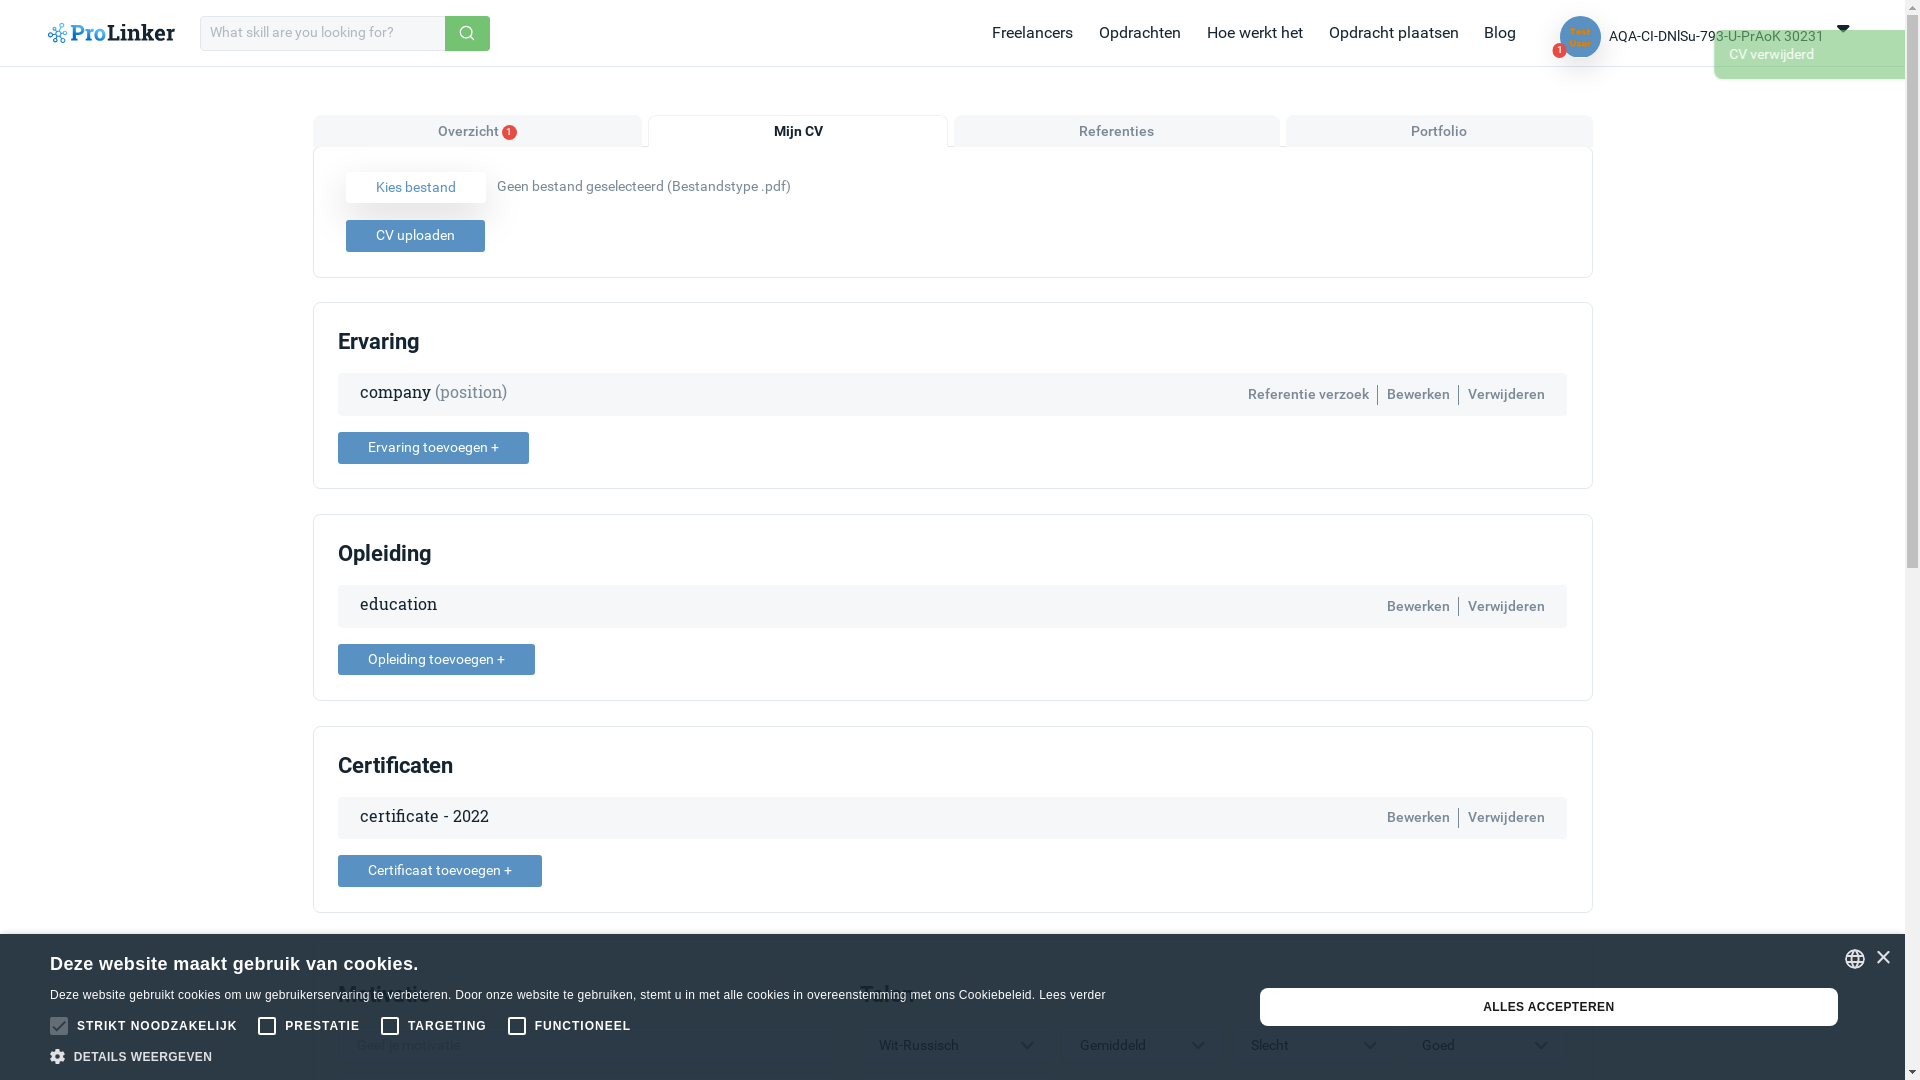 ProLinker
What skill are you looking for?
Freelancers
Opdrachten
Hoe werkt het
Opdracht plaatsen
Blog
Test
User
1
AQA-CI-DNlSu-793-U-PrAoK 30231
CV verwijderd
Overzicht 1
Mijn CV
Referenties
Portfolio
Kies bestand
Geen bestand geselecteerd (Bestandstype .pdf)
CV uploaden
Ervaring
company (position)
Referentie verzoek
Bewerken
Verwijderen
Ervaring toevoegen +
Opleiding
education
Bewerken
Verwijderen
Opleiding toevoegen +
Certificaten
certificate - 2022
Bewerken
Verwijderen
Certificaat toevoegen +
Deze website maakt gebruik van cookies.
×
Motivatie
Talen
Deze website gebruikt cookies om uw gebruikerservaring te verbeteren. Door onze website te gebruiken, stemt u in met alle cookies in overeenstemming met ons Cookiebeleid. Lees verder
ALLES ACCEPTEREN
STRIKT NOODZAKELIJK
PRESTATIE
TARGETING
FUNCTIONEEL
Geef je motivatie
Wit-Russisch
Gemiddeld
Slecht
Goed
DETAILS WEERGEVEN